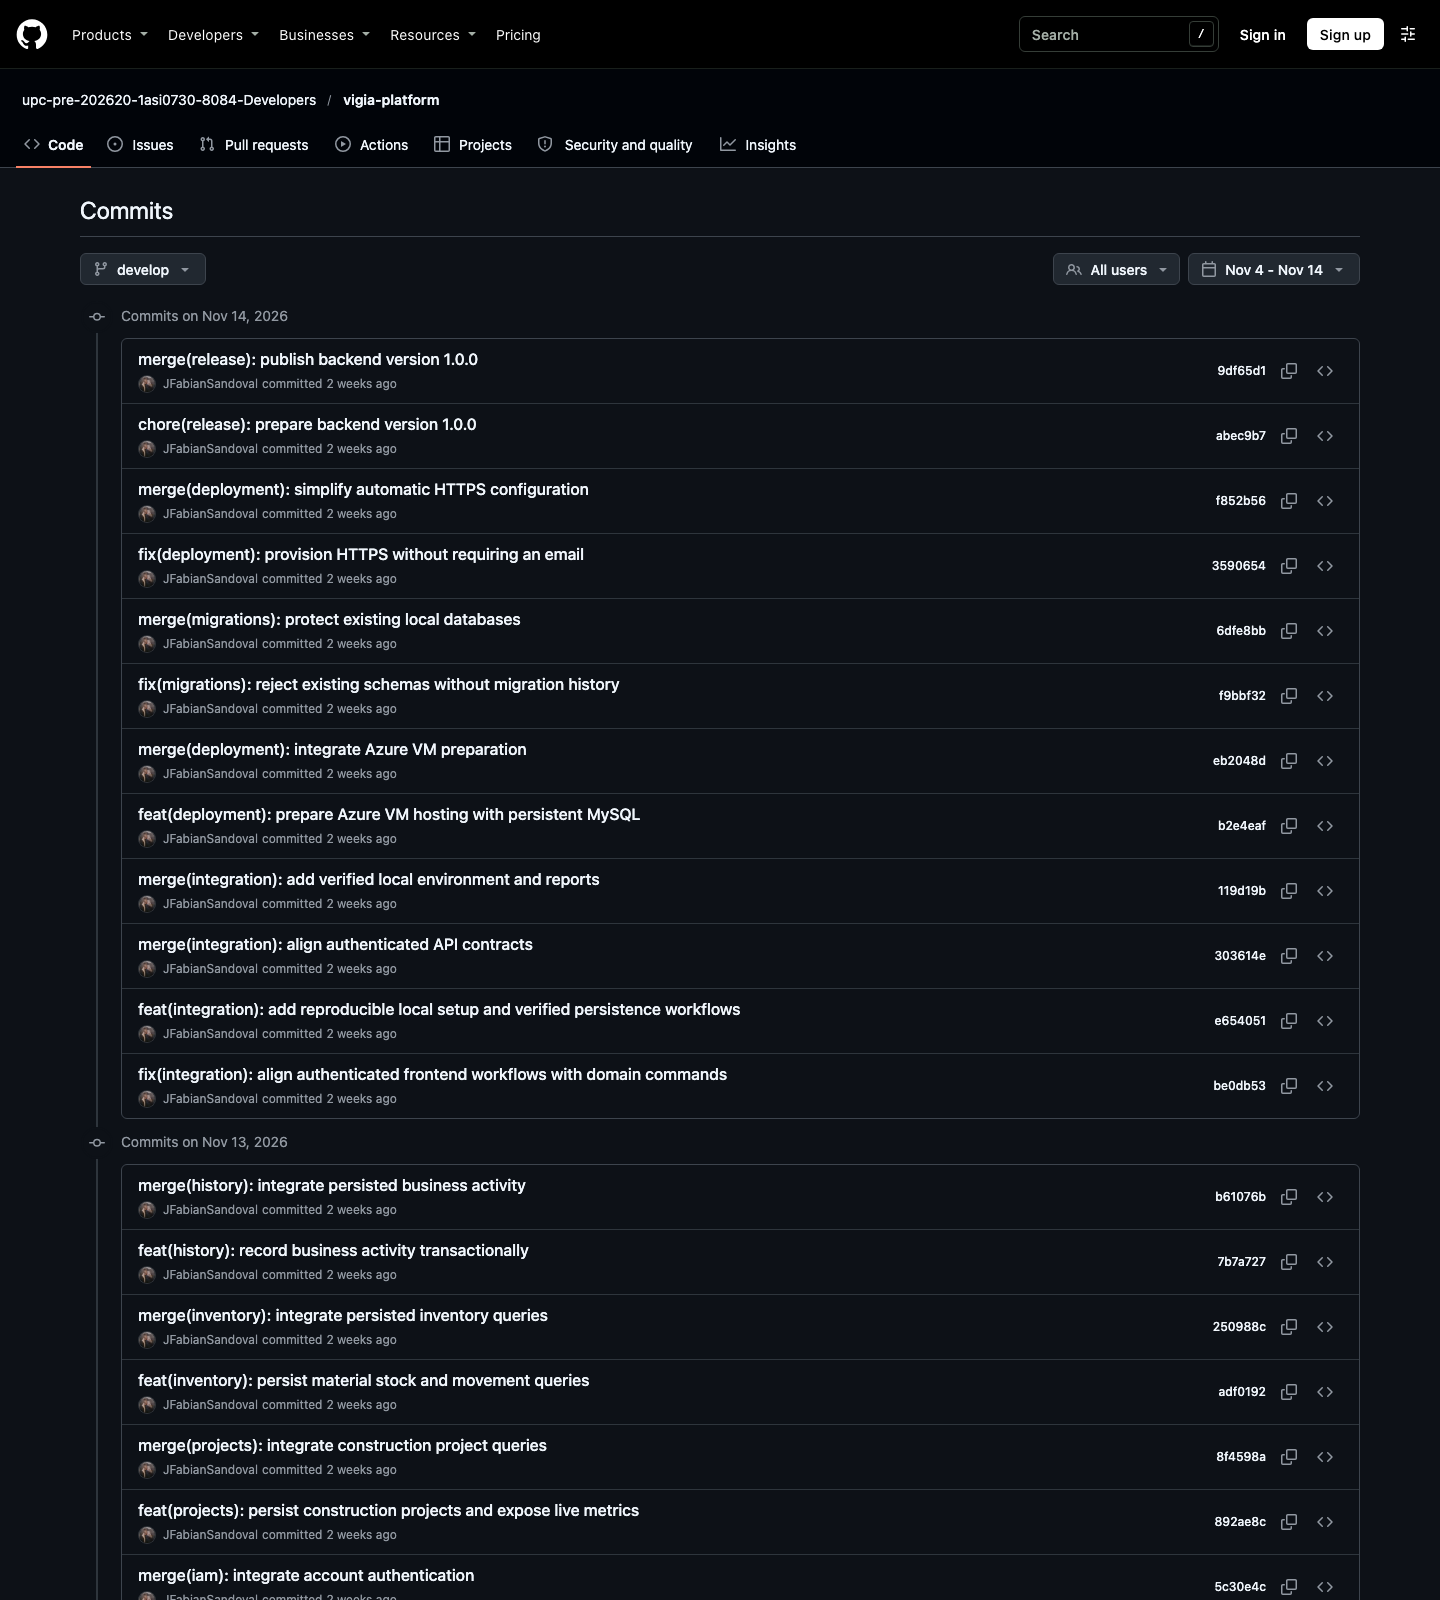 Products Developers Businesses Resources Pricing Search / Sign in Sign up
upc-pre-202620-1asi0730-8084-Developers / vigia-platform
Code Issues Pull requests Actions Projects Security and quality Insights
Commits
develop All users Nov 4 - Nov 14
Commits on Nov 14, 2026
merge(release): publish backend version 1.0.0
JFabianSandoval committed 2 weeks ago
9df65d1
chore(release): prepare backend version 1.0.0
JFabianSandoval committed 2 weeks ago
abec9b7
merge(deployment): simplify automatic HTTPS configuration
JFabianSandoval committed 2 weeks ago
f852b56
fix(deployment): provision HTTPS without requiring an email
JFabianSandoval committed 2 weeks ago
3590654
merge(migrations): protect existing local databases
JFabianSandoval committed 2 weeks ago
6dfe8bb
fix(migrations): reject existing schemas without migration history
JFabianSandoval committed 2 weeks ago
f9bbf32
merge(deployment): integrate Azure VM preparation
JFabianSandoval committed 2 weeks ago
eb2048d
feat(deployment): prepare Azure VM hosting with persistent MySQL
JFabianSandoval committed 2 weeks ago
b2e4eaf
merge(integration): add verified local environment and reports
JFabianSandoval committed 2 weeks ago
119d19b
merge(integration): align authenticated API contracts
JFabianSandoval committed 2 weeks ago
303614e
feat(integration): add reproducible local setup and verified persistence workflows
JFabianSandoval committed 2 weeks ago
e654051
fix(integration): align authenticated frontend workflows with domain commands
JFabianSandoval committed 2 weeks ago
be0db53
Commits on Nov 13, 2026
merge(history): integrate persisted business activity
JFabianSandoval committed 2 weeks ago
b61076b
feat(history): record business activity transactionally
JFabianSandoval committed 2 weeks ago
7b7a727
merge(inventory): integrate persisted inventory queries
JFabianSandoval committed 2 weeks ago
250988c
feat(inventory): persist material stock and movement queries
JFabianSandoval committed 2 weeks ago
adf0192
merge(projects): integrate construction project queries
JFabianSandoval committed 2 weeks ago
8f4598a
feat(projects): persist construction projects and expose live metrics
JFabianSandoval committed 2 weeks ago
892ae8c
merge(iam): integrate account authentication
JFabianSandoval committed 2 weeks ago
5c30e4c